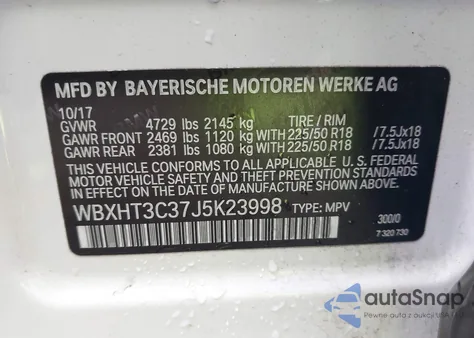 MFD BY BAYERISCHE MOTOREN WERKE AG
10/17
GVWR 4729 lbs 2145 kg TIRE / RIM
GAWR FRONT 2469 lbs 1120 kg WITH 225/50 R18 /7.5Jx18
GAWR REAR 2381 lbs 1080 kg WITH 225/50 R18 /7.5Jx18
THIS VEHICLE CONFORMS TO ALL APPLICABLE U.S. FEDERAL
MOTOR VEHICLE SAFETY AND THEFT PREVENTION
STANDARDS IN EFFECT ON THE DATE OF MANUFACTURE
SHOWN ABOVE.
WBXHT3C37J5K23998 TYPE: MPV
300/0
7 320 730
autoSnap
Pewne auto z aukcji